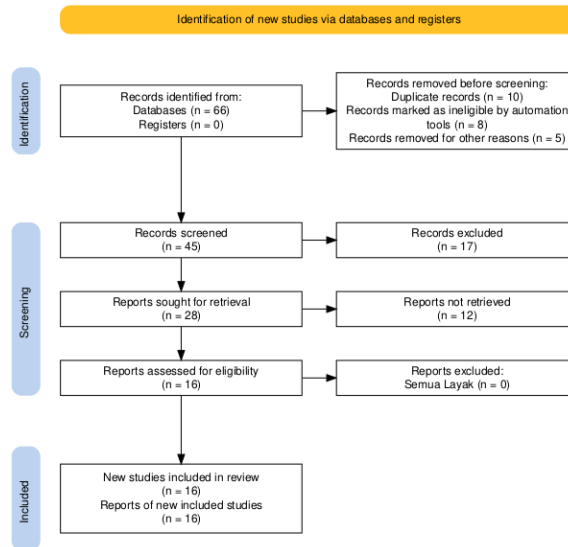 Identification of new studies via databases and registers
Identification
Records identified from:
Databases (n = 66)
Registers (n = 0)
Records removed before screening:
Duplicate records (n = 10)
Records marked as ineligible by automation
tools (n = 8)
Records removed for other reasons (n = 5)
Screening
Records screened
(n = 45)
Records excluded
(n = 17)
Reports sought for retrieval
(n = 28)
Reports not retrieved
(n = 12)
Reports assessed for eligibility
(n = 16)
Reports excluded:
Semua Layak (n = 0)
Included
New studies included in review
(n = 16)
Reports of new included studies
(n = 16)